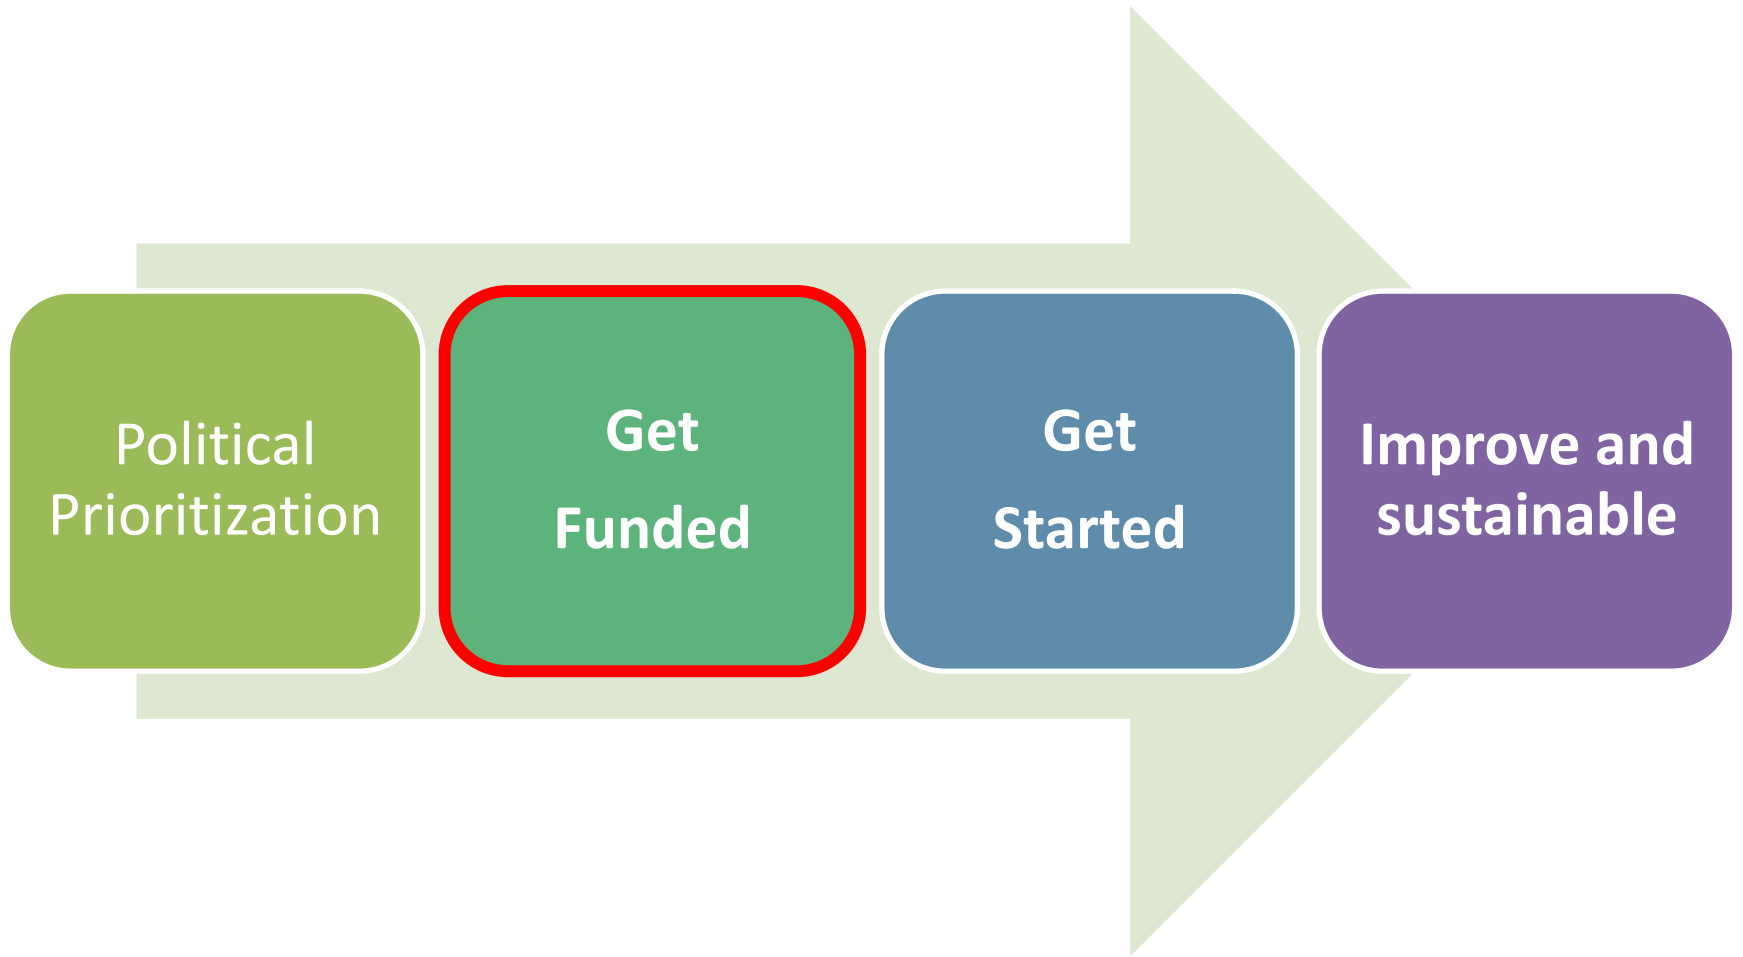 Political
Prioritization
Get
Funded
Get
Started
Improve and
sustainable